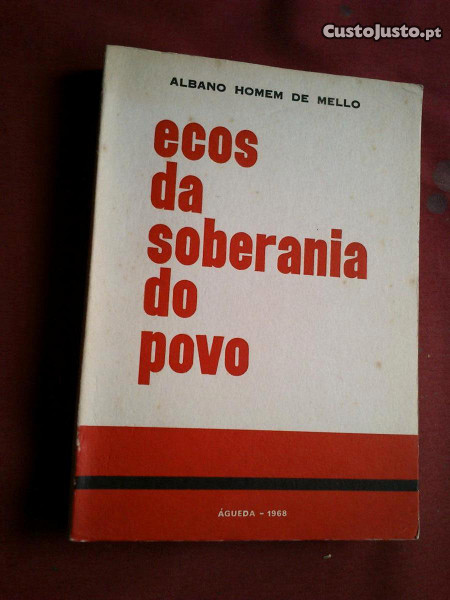 CustoJusto.pt
ALBANO HOMEM DE MELLO
ecos
da
soberania
do
povo
ÁGUEDA - 1968